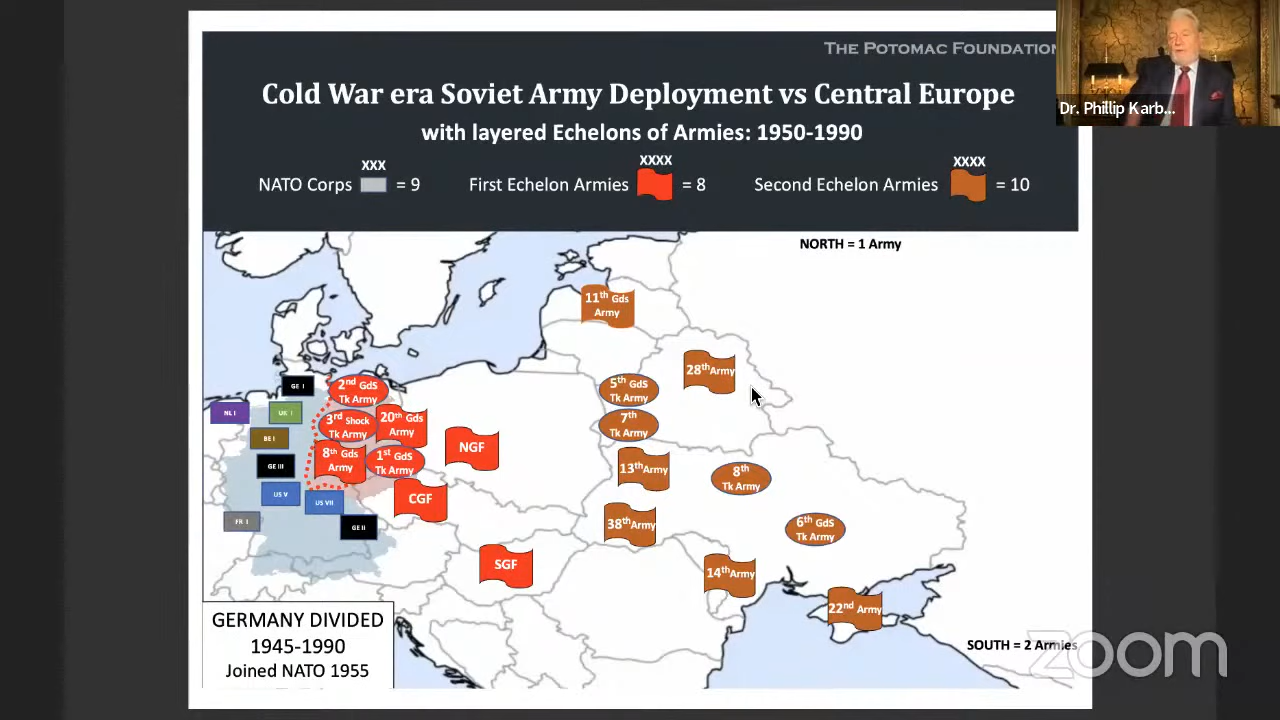 THE POTOMAC FOUNDATION
Dr. Phillip Karb...
Cold War era Soviet Army Deployment vs Central Europe
with layered Echelons of Armies: 1950-1990
XXX
XXXX
XXXX
NATO Corps = 9
First Echelon Armies = 8
Second Echelon Armies = 10
NORTH = 1 Army
11th Gds
Army
28th Army
5th GdS
Tk Army
7th
Tk Army
13th Army
8th
Tk Army
38th Army
6th GdS
Tk Army
14th Army
22nd Army
GE I
NL I
UK I
BE I
GE III
US V
US VII
FR I
GE II
2nd GdS
Tk Army
3rd Shock
Tk Army
20th Gds
Army
8th Gds
Army
1st GdS
Tk Army
NGF
CGF
SGF
GERMANY DIVIDED
1945-1990
Joined NATO 1955
SOUTH = 2 Armies
zoom